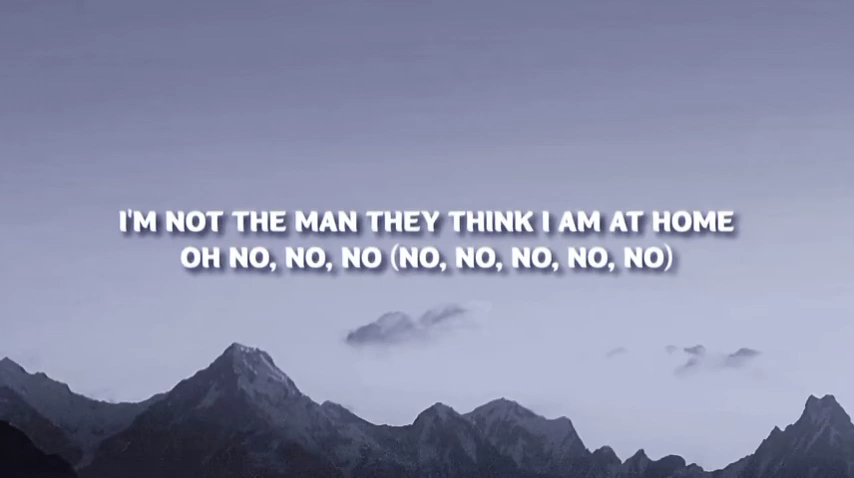 I'M NOT THE MAN THEY THINK I AM AT HOME
OH NO, NO, NO (NO, NO, NO, NO, NO)